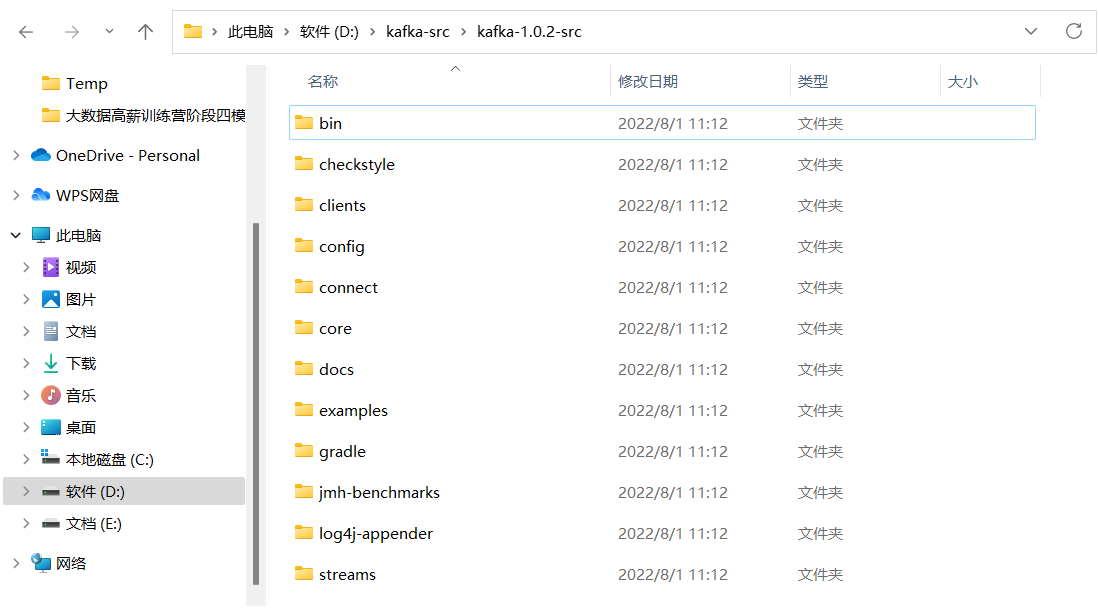 此电脑 软件 (D:) kafka-src kafka-1.0.2-src
Temp
大数据高薪训练营阶段四模
OneDrive - Personal
WPS网盘
此电脑
视频
图片
文档
下载
音乐
桌面
本地磁盘 (C:)
软件 (D:)
文档 (E:)
网络
名称 修改日期 类型 大小
bin 2022/8/1 11:12 文件夹
checkstyle 2022/8/1 11:12 文件夹
clients 2022/8/1 11:12 文件夹
config 2022/8/1 11:12 文件夹
connect 2022/8/1 11:12 文件夹
core 2022/8/1 11:12 文件夹
docs 2022/8/1 11:12 文件夹
examples 2022/8/1 11:12 文件夹
gradle 2022/8/1 11:12 文件夹
jmh-benchmarks 2022/8/1 11:12 文件夹
log4j-appender 2022/8/1 11:12 文件夹
streams 2022/8/1 11:12 文件夹